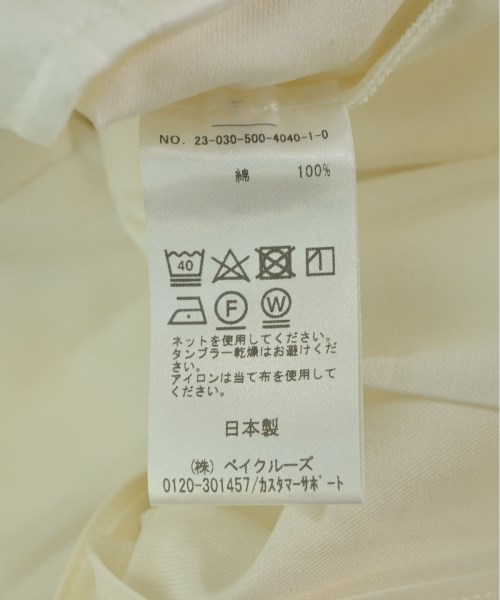 NO. 23-030-500-4040-1-0
綿 100%
40
F W
ネットを使用してください。
タンブラー乾燥はお避けくだ
さい。
アイロンは当て布を使用して
ください。
日本製
(株) ベイクルーズ
0120-301457/カスタマーサポート